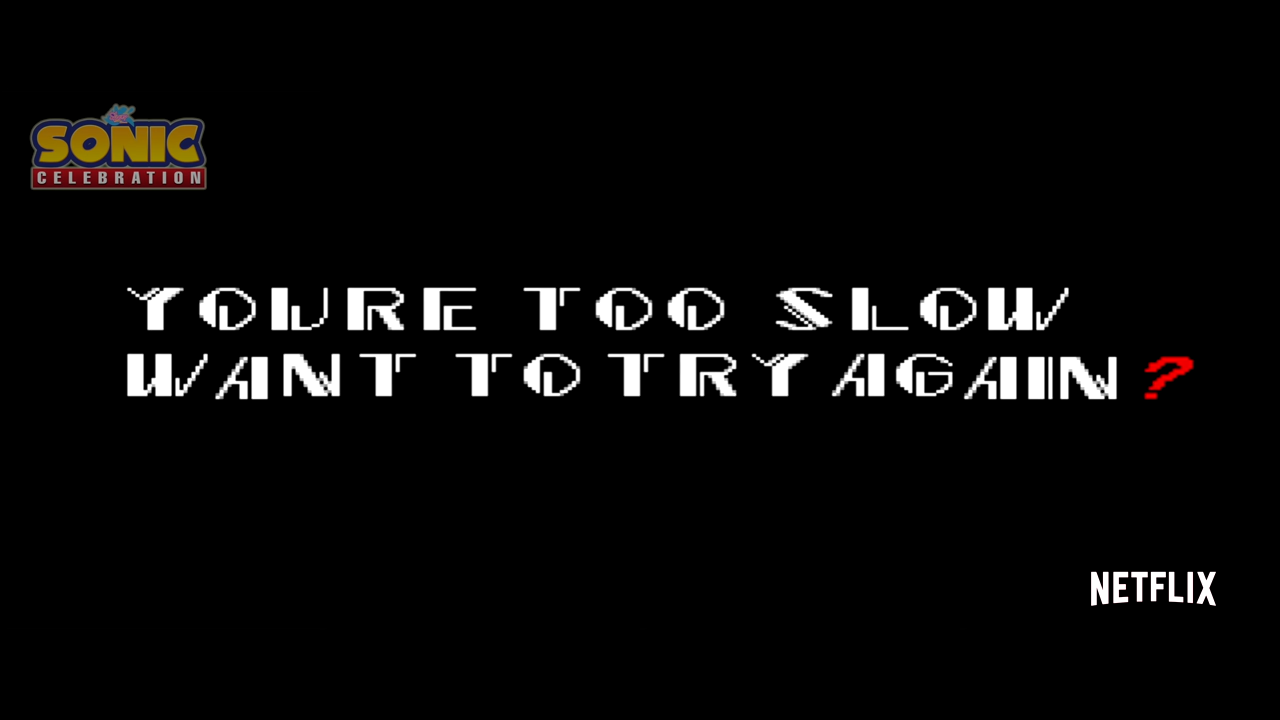 SONIC
CELEBRATION
YOURE TOO SLOW
WANT TO TRY AGAIN?
NETFLIX